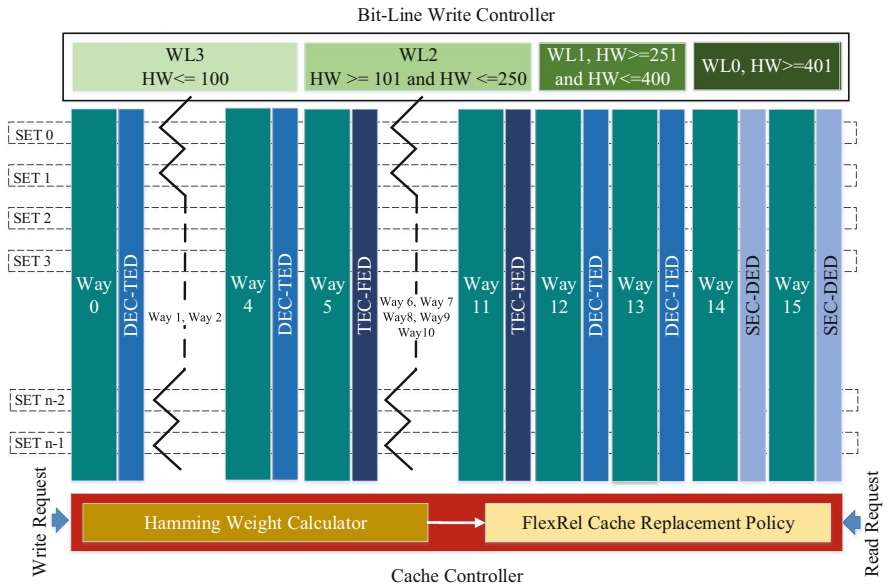 Bit-Line Write Controller
WL3
HW<= 100
WL2
HW >= 101 and HW <=250
WL1, HW>=251
and HW<=400
WL0, HW>=401
SET 0
SET 1
SET 2
SET 3
SET n-2
SET n-1
Way
0
DEC-TED
Way 1, Way 2
Way
4
DEC-TED
Way
5
TEC-FED
Way 6, Way 7
Way8, Way9
Way10
Way
11
TEC-FED
Way
12
DEC-TED
Way
13
DEC-TED
Way
14
SEC-DED
Way
15
SEC-DED
Write Request
Hamming Weight Calculator
FlexRel Cache Replacement Policy
Read Request
Cache Controller